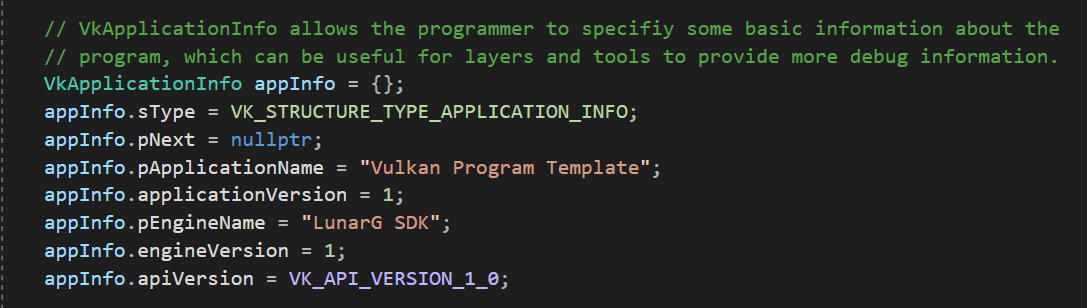 // VkApplicationInfo allows the programmer to specifiy some basic information about the
// program, which can be useful for layers and tools to provide more debug information.
VkApplicationInfo appInfo = {};
appInfo.sType = VK_STRUCTURE_TYPE_APPLICATION_INFO;
appInfo.pNext = nullptr;
appInfo.pApplicationName = "Vulkan Program Template";
appInfo.applicationVersion = 1;
appInfo.pEngineName = "LunarG SDK";
appInfo.engineVersion = 1;
appInfo.apiVersion = VK_API_VERSION_1_0;